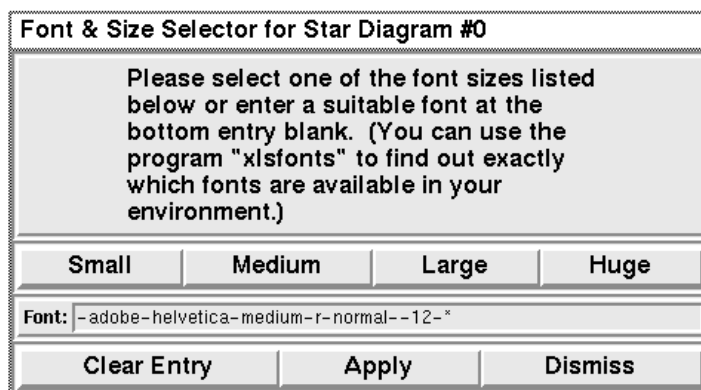 Font & Size Selector for Star Diagram #0
Please select one of the font sizes listed
below or enter a suitable font at the
bottom entry blank.  (You can use the
program "xlsfonts" to find out exactly
which fonts are available in your
environment.)
Small Medium Large Huge
Font: -adobe-helvetica-medium-r-normal--12-*
Clear Entry Apply Dismiss